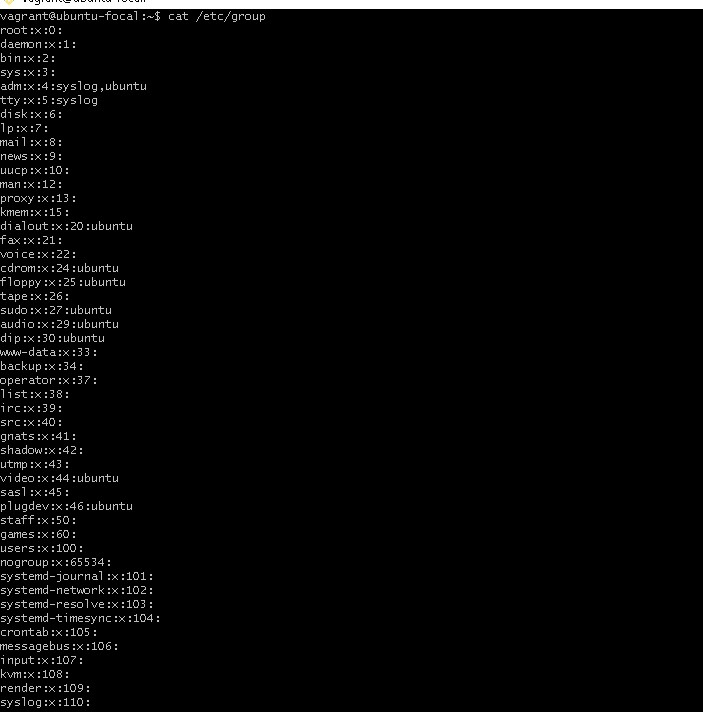 vagrant@ubuntu-focal:~$ cat /etc/group
root:x:0:
daemon:x:1:
bin:x:2:
sys:x:3:
adm:x:4:syslog,ubuntu
tty:x:5:syslog
disk:x:6:
lp:x:7:
mail:x:8:
news:x:9:
uucp:x:10:
man:x:12:
proxy:x:13:
kmem:x:15:
dialout:x:20:ubuntu
fax:x:21:
voice:x:22:
cdrom:x:24:ubuntu
floppy:x:25:ubuntu
tape:x:26:
sudo:x:27:ubuntu
audio:x:29:ubuntu
dip:x:30:ubuntu
www-data:x:33:
backup:x:34:
operator:x:37:
list:x:38:
irc:x:39:
src:x:40:
gnats:x:41:
shadow:x:42:
utmp:x:43:
video:x:44:ubuntu
sasl:x:45:
plugdev:x:46:ubuntu
staff:x:50:
games:x:60:
users:x:100:
nogroup:x:65534:
systemd-journal:x:101:
systemd-network:x:102:
systemd-resolve:x:103:
systemd-timesync:x:104:
crontab:x:105:
messagebus:x:106:
input:x:107:
kvm:x:108:
render:x:109:
syslog:x:110: